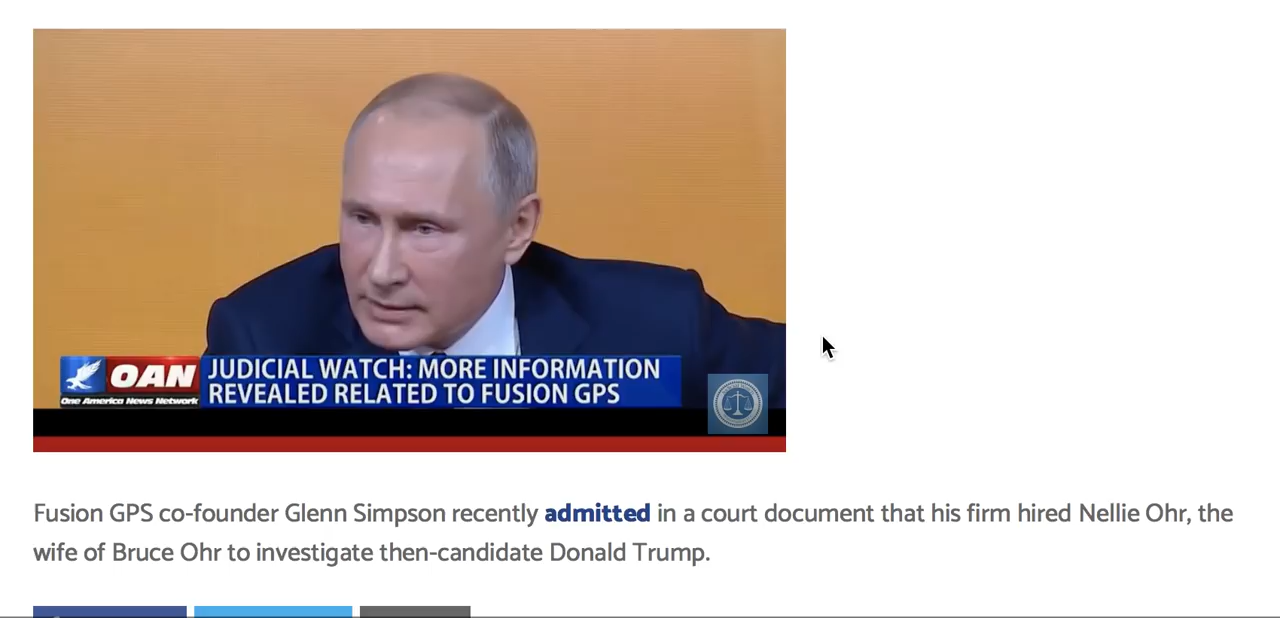 OAN
One America News Network
JUDICIAL WATCH: MORE INFORMATION
REVEALED RELATED TO FUSION GPS
Fusion GPS co-founder Glenn Simpson recently admitted in a court document that his firm hired Nellie Ohr, the
wife of Bruce Ohr to investigate then-candidate Donald Trump.